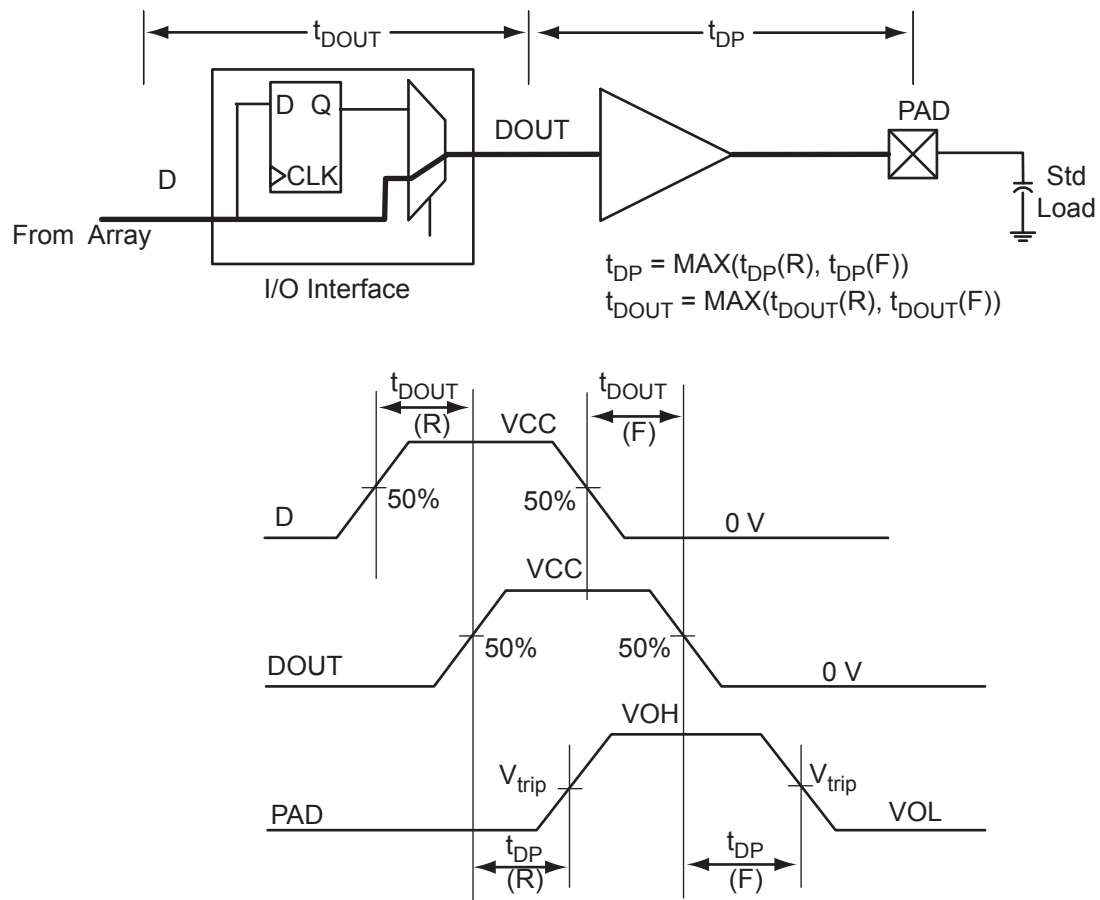 tDOUT
tDP
D Q
CLK
D
From Array
I/O Interface
DOUT
PAD
Std
Load
tDP = MAX(tDP(R), tDP(F))
tDOUT = MAX(tDOUT(R), tDOUT(F))
tDOUT
(R)
tDOUT
(F)
VCC
50%
50%
D
0 V
VCC
50%
50%
DOUT
0 V
VOH
Vtrip
Vtrip
PAD
VOL
tDP
(R)
tDP
(F)